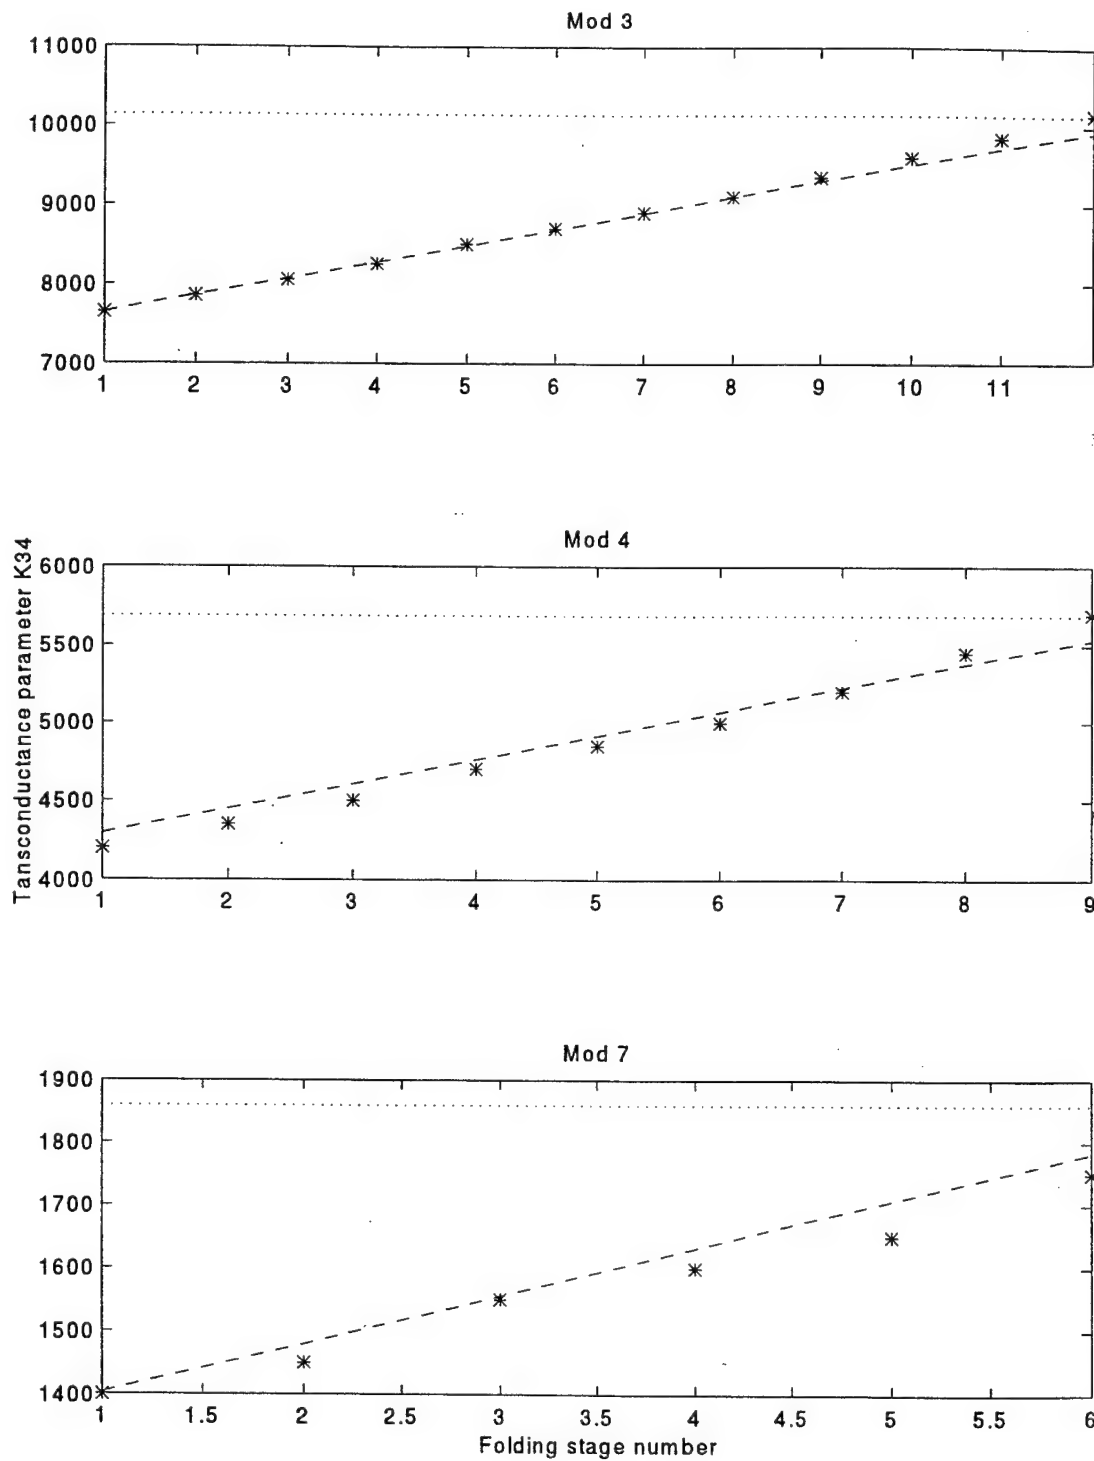 Mod 3
11000
10000
9000
8000
7000
1 2 3 4 5 6 7 8 9 10 11
Mod 4
Tansconductance parameter K34
6000
5500
5000
4500
4000
1 2 3 4 5 6 7 8 9
Mod 7
1900
1800
1700
1600
1500
1400
1 1.5 2 2.5 3 3.5 4 4.5 5 5.5 6
Folding stage number